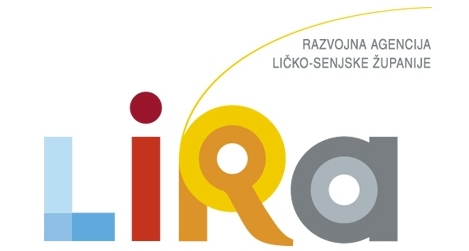 RAZVOJNA AGENCIJA
LIČKO-SENJSKE ŽUPANIJE
LiRa